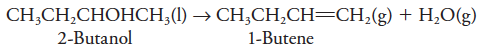 CH₃CH₂CHOHCH₃(l) → CH₃CH₂CH=CH₂(g) + H₂O(g)
2-Butanol 1-Butene